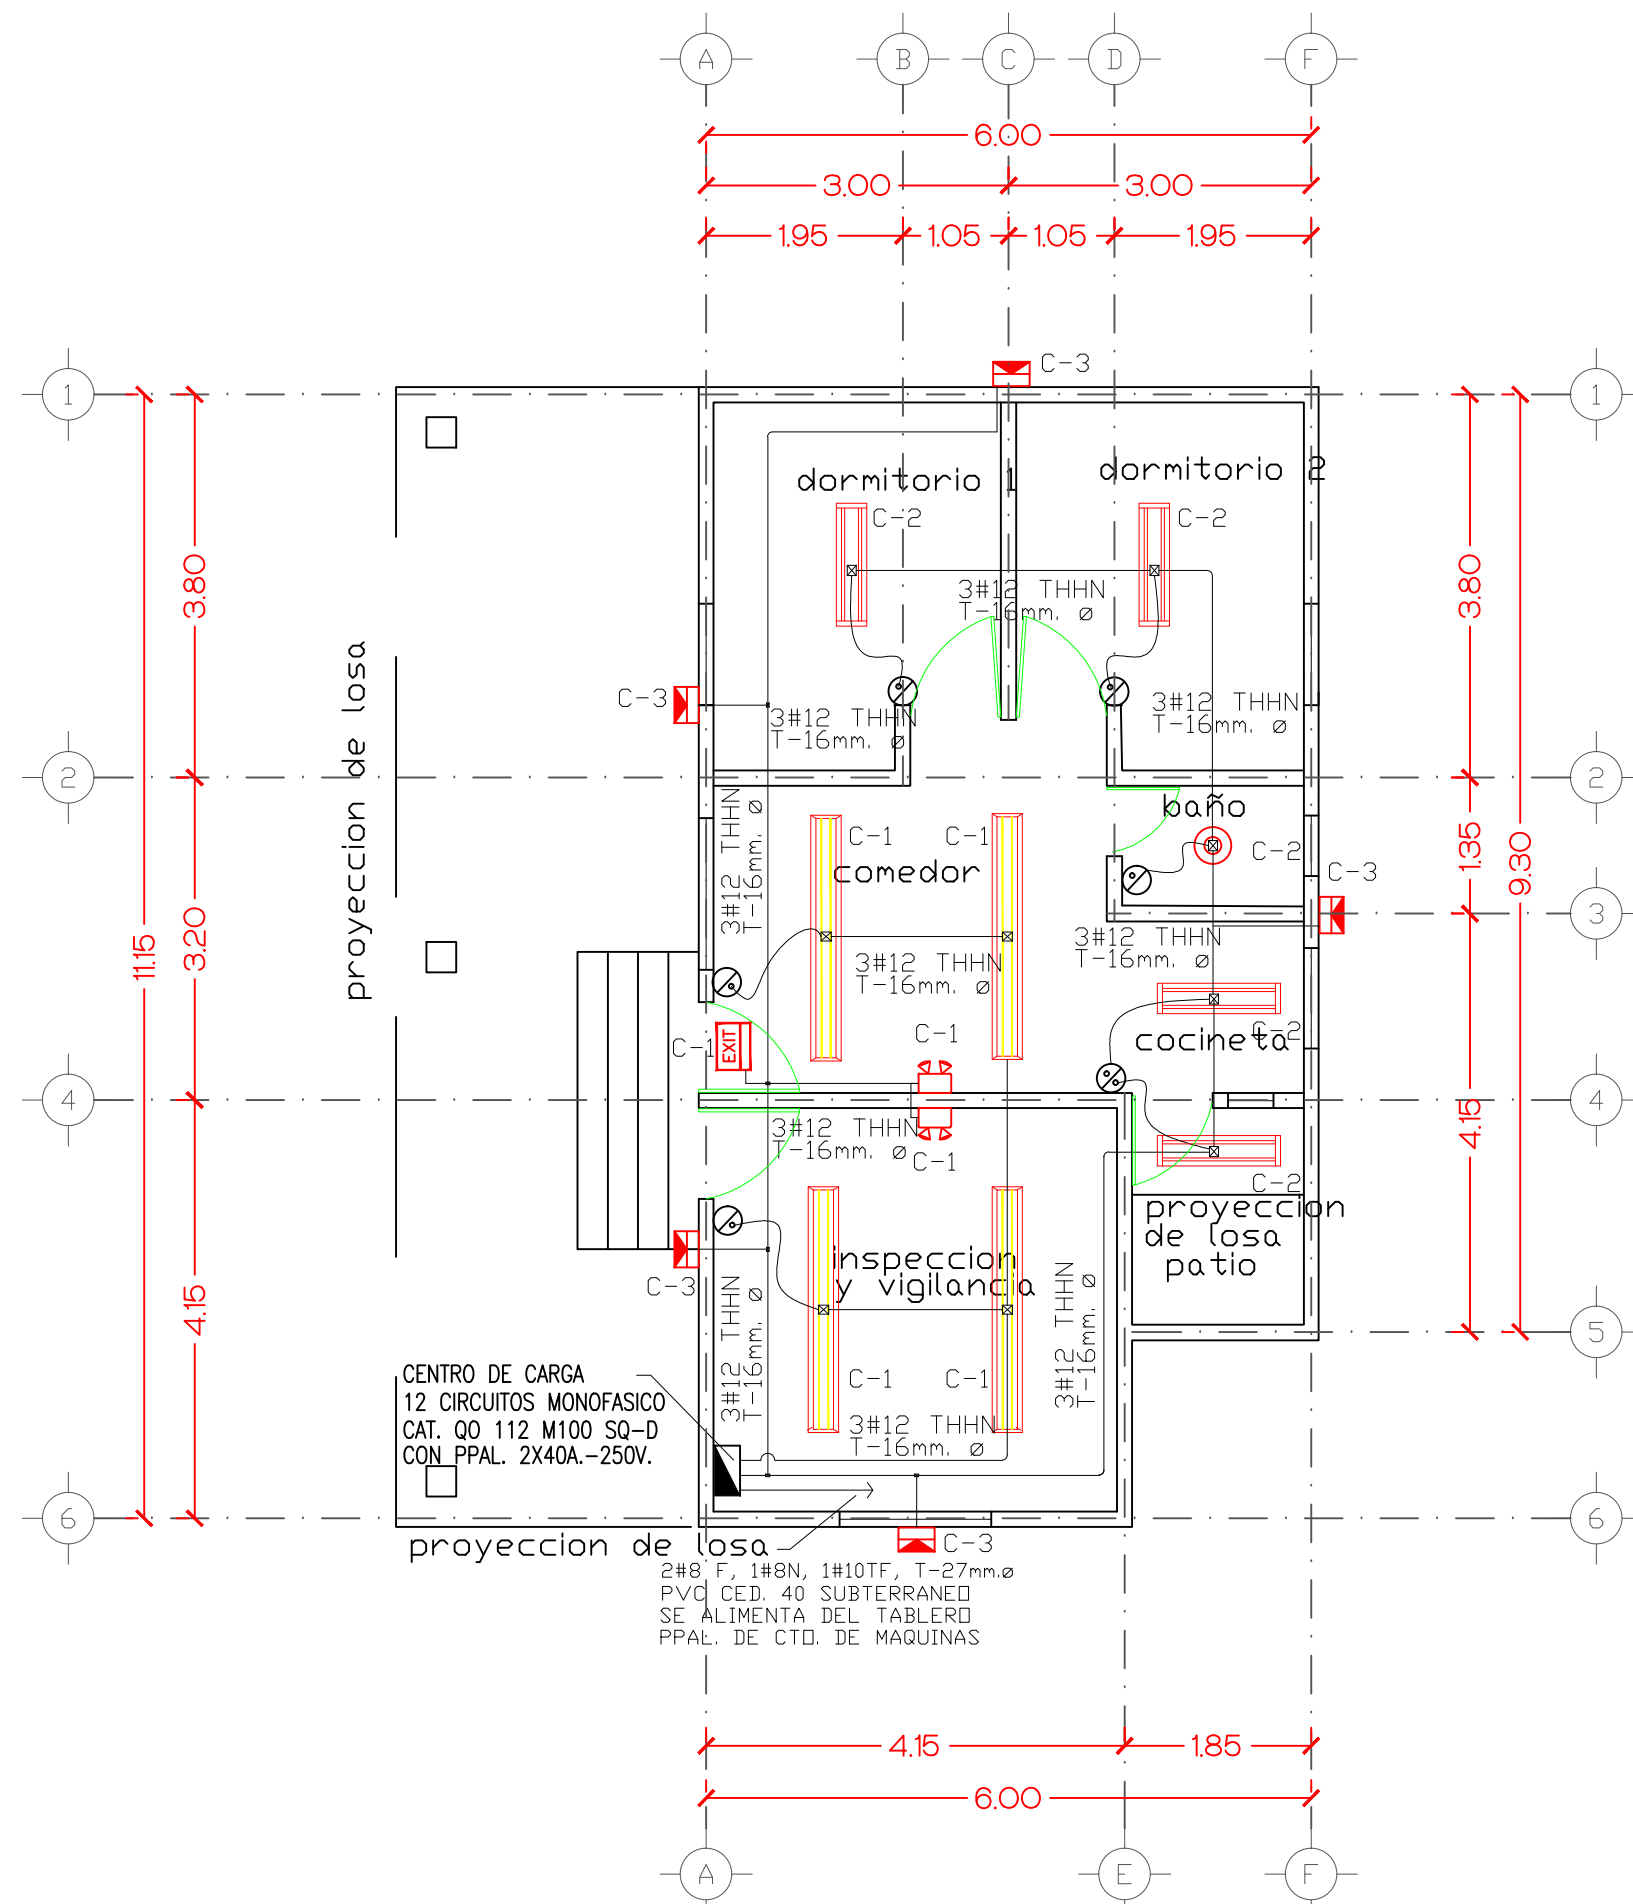 A B C D F
6.00
3.00 3.00
1.95 1.05 1.05 1.95
C-3
1 1
dormitorio 1 dormitorio 2
C-2 C-2
3.80 3.80
3#12 THHN
T-16mm. ø
proyeccion de losa
C-3
3#12 THHN
T-16mm. ø
3#12 THHN
T-16mm. ø
2 2
3#12 THHN
T-16mm. ø
baño
C-1 C-1
C-2
comedor
C-3
1.35
9.30
3 
11.15
3.20
3#12 THHN
T-16mm. ø
3#12 THHN
T-16mm. ø
C-1
EXIT
C-1
cocineta
C-2
4 4
4.15
3#12 THHN
T-16mm. ø
C-1
C-2
proyeccion
de losa
patio
inspeccion
y vigilancia
C-3
4.15
3#12 THHN
T-16mm. ø
3#12 THHN
T-16mm. ø
5
CENTRO DE CARGA
12 CIRCUITOS MONOFASICO
CAT. QO 112 M100 SQ-D
CON PPAL. 2X40A.-250V.
C-1 C-1
3#12 THHN
T-16mm. ø
6 6
proyeccion de losa
C-3
2#8 F, 1#8N, 1#10TF, T-27mm.ø
PVC CED. 40 SUBTERRANEO
SE ALIMENTA DEL TABLERO
PPAL. DE CTO. DE MAQUINAS
4.15 1.85
6.00
A E F